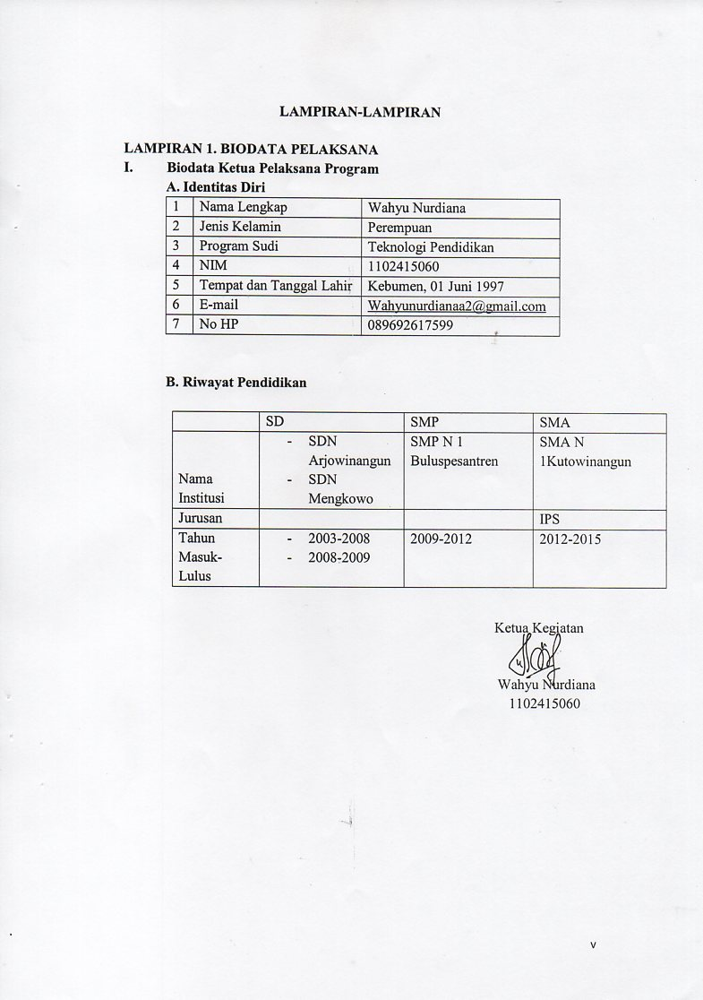 LAMPIRAN-LAMPIRAN
LAMPIRAN 1. BIODATA PELAKSANA
I. Biodata Ketua Pelaksana Program
A. Identitas Diri
1 Nama Lengkap Wahyu Nurdiana
2 Jenis Kelamin Perempuan
3 Program Sudi Teknologi Pendidikan
4 NIM 1102415060
5 Tempat dan Tanggal Lahir Kebumen, 01 Juni 1997
6 E-mail Wahyunurdianaa2@gmail.com
7 No HP 089692617599
B. Riwayat Pendidikan
SD SMP SMA
- SDN SMP N 1 SMA N
Arjowinangun Buluspesantren 1Kutowinangun
Nama - SDN
Institusi Mengkowo
Jurusan IPS
Tahun - 2003-2008 2009-2012 2012-2015
Masuk- - 2008-2009
Lulus
Ketua Kegiatan
Wahyu Nurdiana
1102415060
v